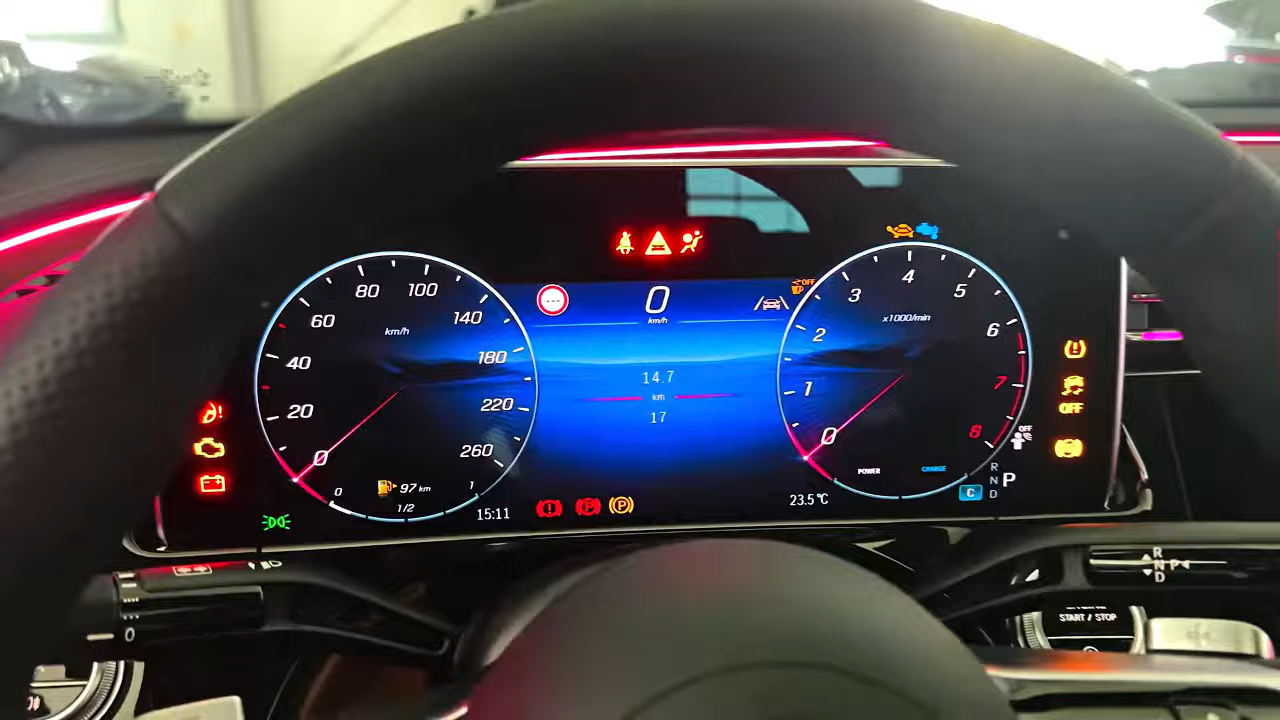 0
km/h
14.7
km
17
km/h
0
20
40
60
80
100
140
180
220
260
0
97 km
1/2
1
15:11
x1000/min
0
1
2
3
4
5
6
7
8
POWER
CHARGE
OFF
OFF
OFF
23.5°C
C
R
N
D
P
R
N
D
P
START / STOP
0